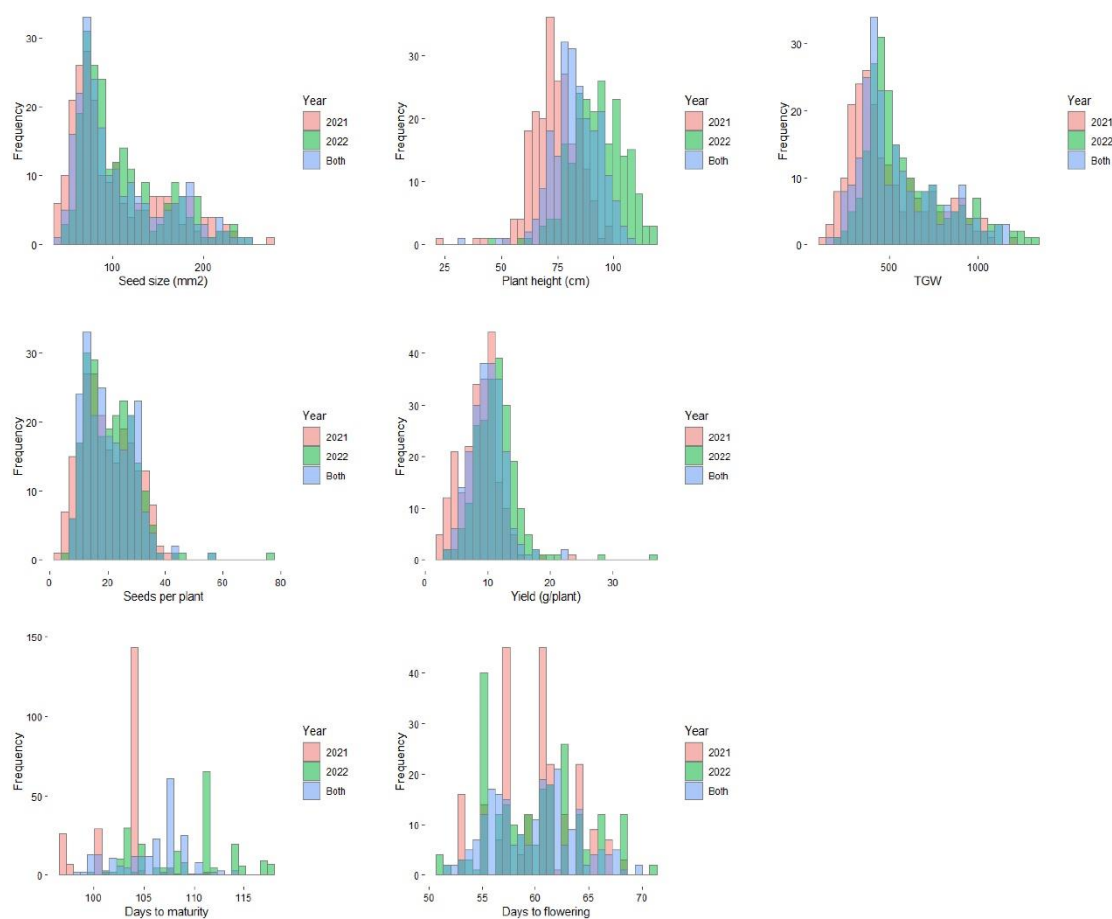 30
20
10
0
Frequency
100
200
Seed size (mm2)
Year
2021
2022
Both
30
20
10
0
Frequency
25
50
75
100
Plant height (cm)
Year
2021
2022
Both
30
20
10
0
Frequency
500
1000
TGW
Year
2021
2022
Both
30
20
10
0
Frequency
0
20
40
60
80
Seeds per plant
Year
2021
2022
Both
40
30
20
10
0
Frequency
0
10
20
30
Yield (g/plant)
Year
2021
2022
Both
150
100
50
0
Frequency
100
105
110
115
Days to maturity
Year
2021
2022
Both
40
30
20
10
0
Frequency
50
55
60
65
70
Days to flowering
Year
2021
2022
Both